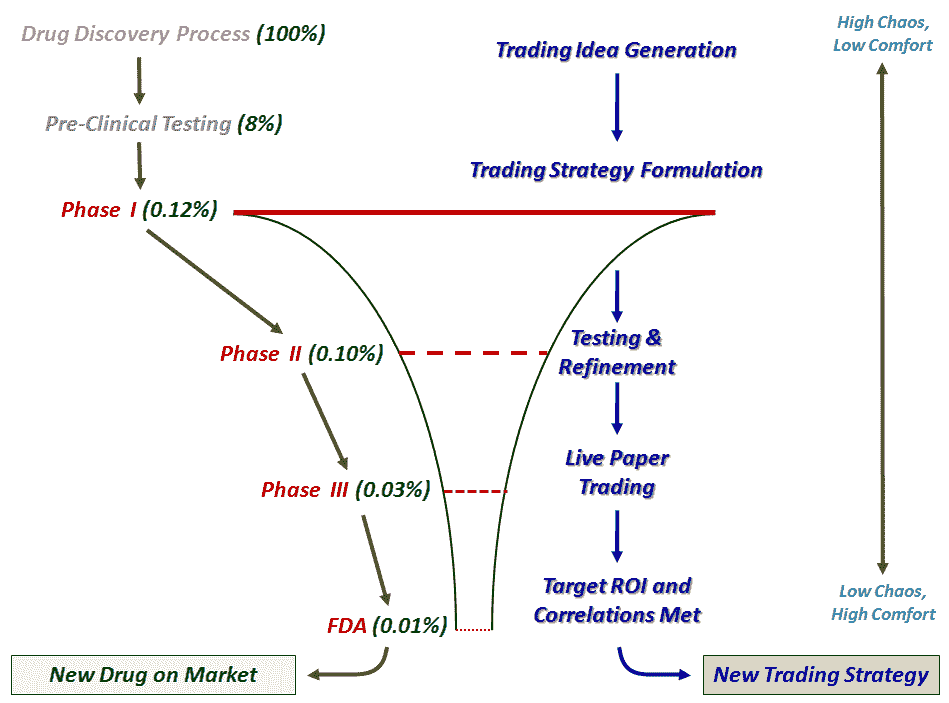 Drug Discovery Process (100%)
Pre-Clinical Testing (8%)
Phase I (0.12%)
Phase II (0.10%)
Phase III (0.03%)
FDA (0.01%)
New Drug on Market
Trading Idea Generation
Trading Strategy Formulation
Testing &
Refinement
Live Paper
Trading
Target ROI and
Correlations Met
New Trading Strategy
High Chaos,
Low Comfort
Low Chaos,
High Comfort